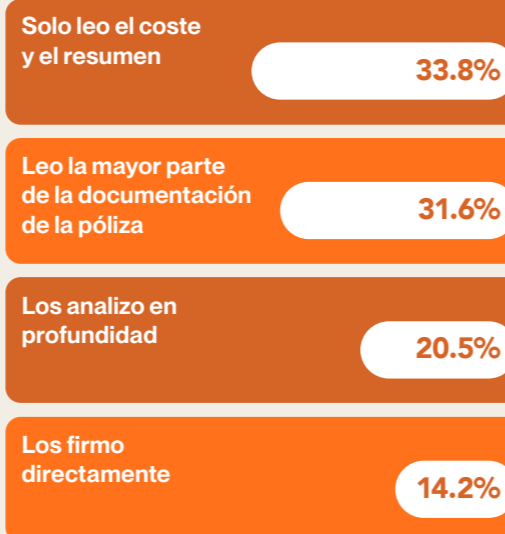 Solo leo el coste
y el resumen
33.8%
Leo la mayor parte
de la documentación
de la póliza
31.6%
Los analizo en
profundidad
20.5%
Los firmo
directamente
14.2%